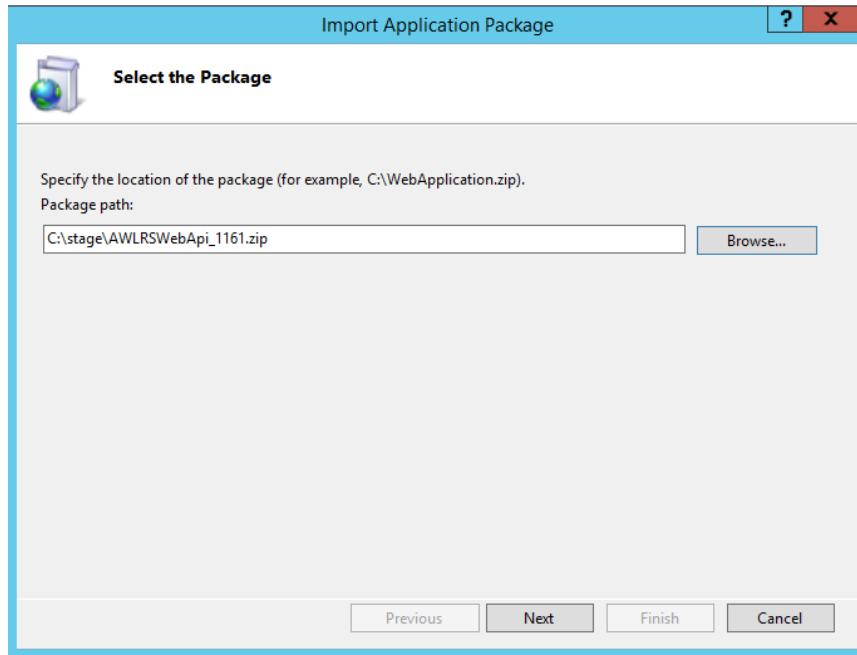 Import Application Package
?
x
Select the Package
Specify the location of the package (for example, C:\WebApplication.zip).
Package path:
C:\stage\AWLRSWebApi_1161.zip
Browse...
Previous
Next
Finish
Cancel